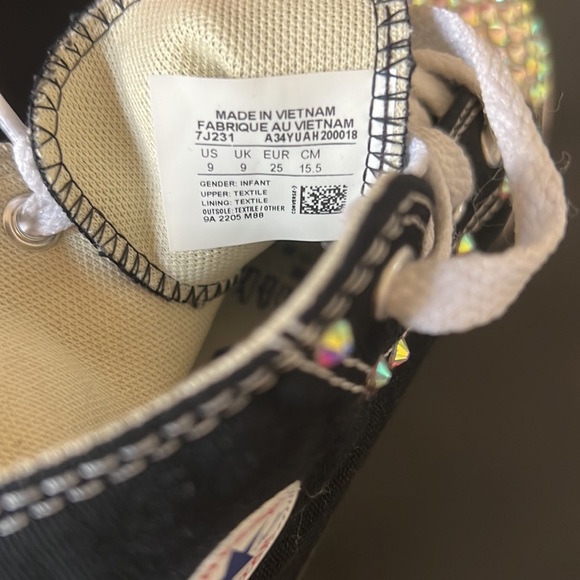 MADE IN VIETNAM
FABRIQUE AU VIETNAM
7J231 A34YUAH200018
US UK EUR CM
9 9 25 15.5
GENDER: INFANT
UPPER: TEXTILE
LINING: TEXTILE
OUTSOLE: TEXTILE / OTHER
9A 2205 M88